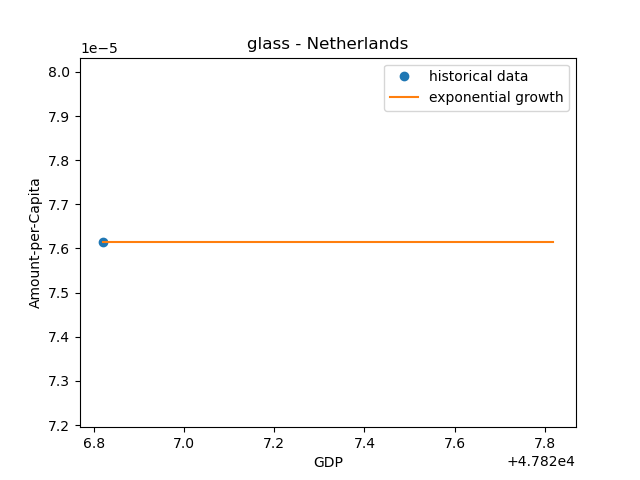 glass - Netherlands
1e−5
8.0
7.9
7.8
7.7
7.6
7.5
7.4
7.3
7.2
Amount-per-Capita
historical data
exponential growth
6.8 7.0 7.2 7.4 7.6 7.8
GDP
+4.782e4